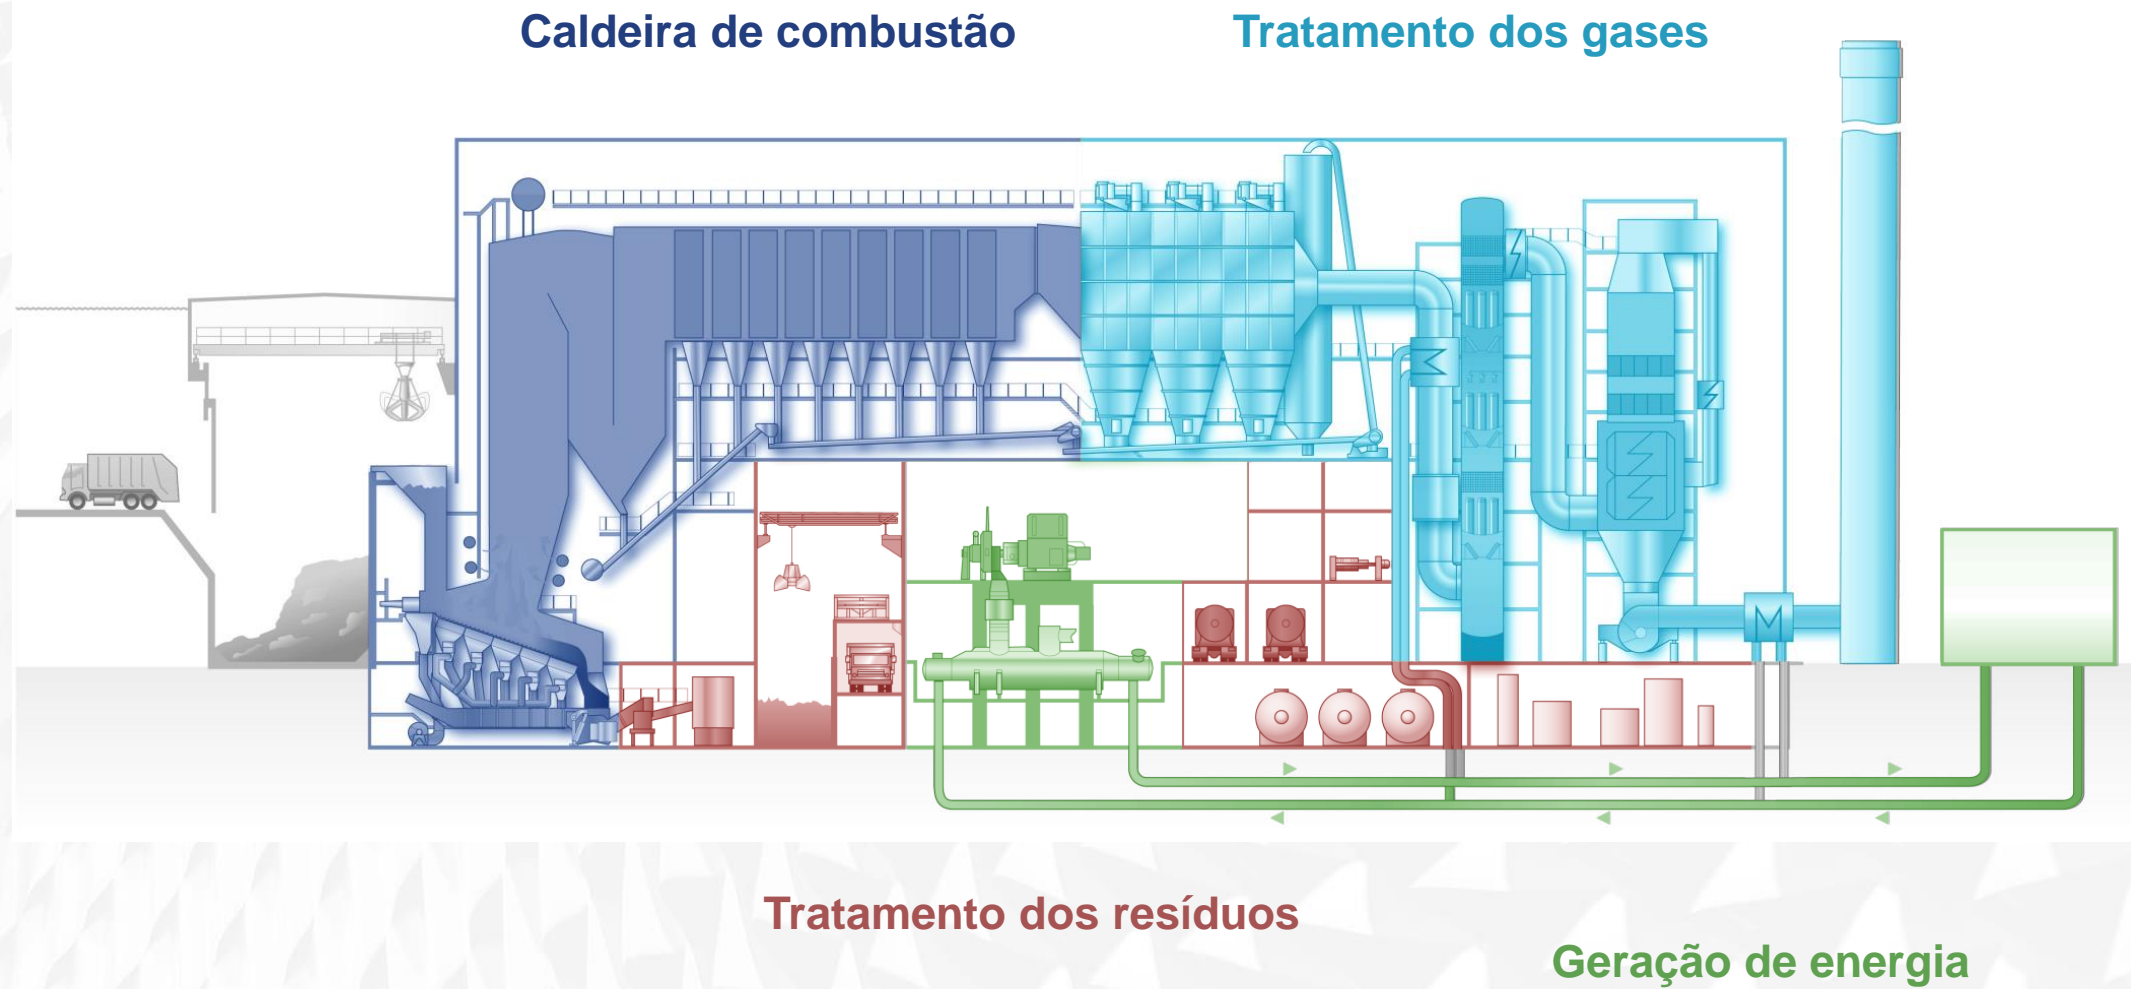 Caldeira de combustão
Tratamento dos gases
Tratamento dos resíduos
Geração de energia